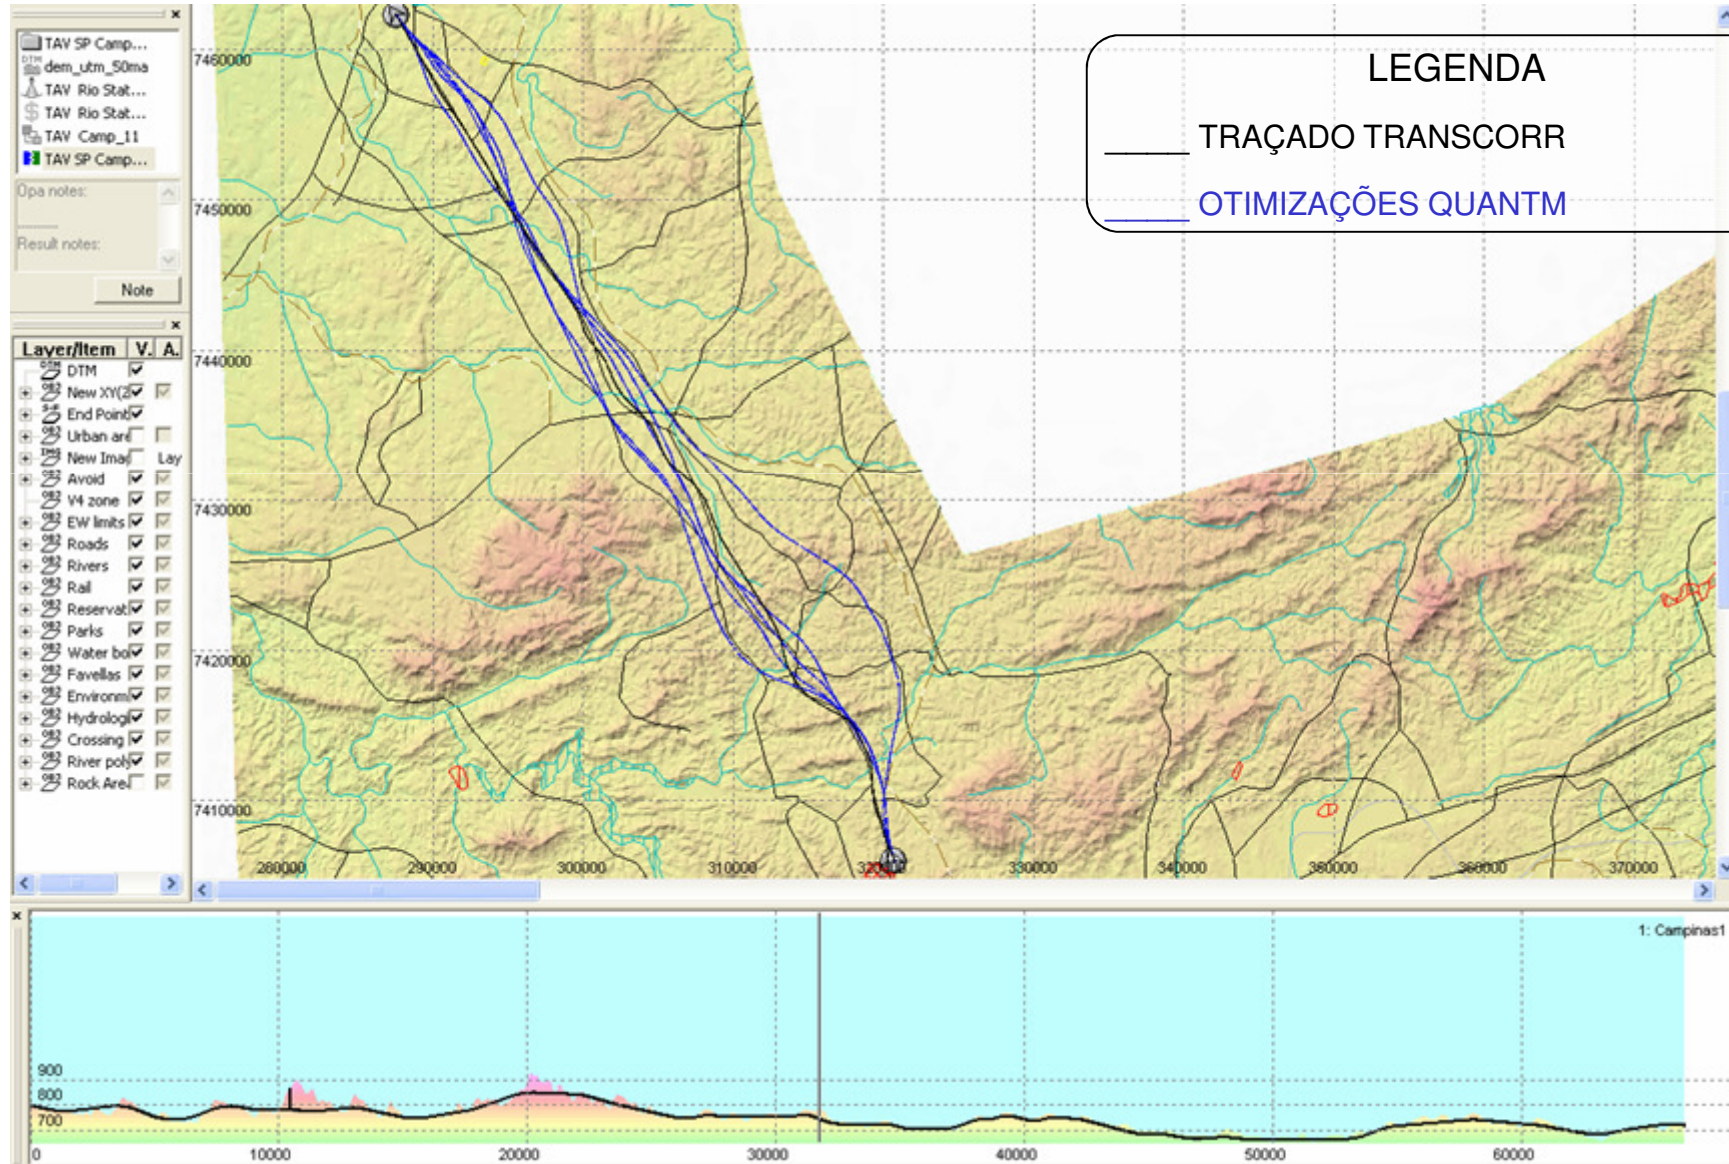 TAV SP Camp...
dem_utm_50ma
TAV Rio Stat...
TAV Rio Stat...
TAV Camp_11
TAV SP Camp...
Opa notes:
Result notes:
Note
Layer/Item V. A.
DTM
New XY(2
End Point
Urban are
New Imag Lay
Avoid
V4 zone
EW limits
Roads
Rivers
Rail
Reservat
Parks
Water bo
Favellas
Environm
Hydrologi
Crossing
River poly
Rock Area
LEGENDA
TRAÇADO TRANSCORR
OTIMIZAÇÕES QUANTM
7460000
7450000
7440000
7430000
7420000
7410000
280000 290000 300000 310000 320000 330000 340000 350000 360000 370000
1: Campinas1
900
800
700
0 10000 20000 30000 40000 50000 60000